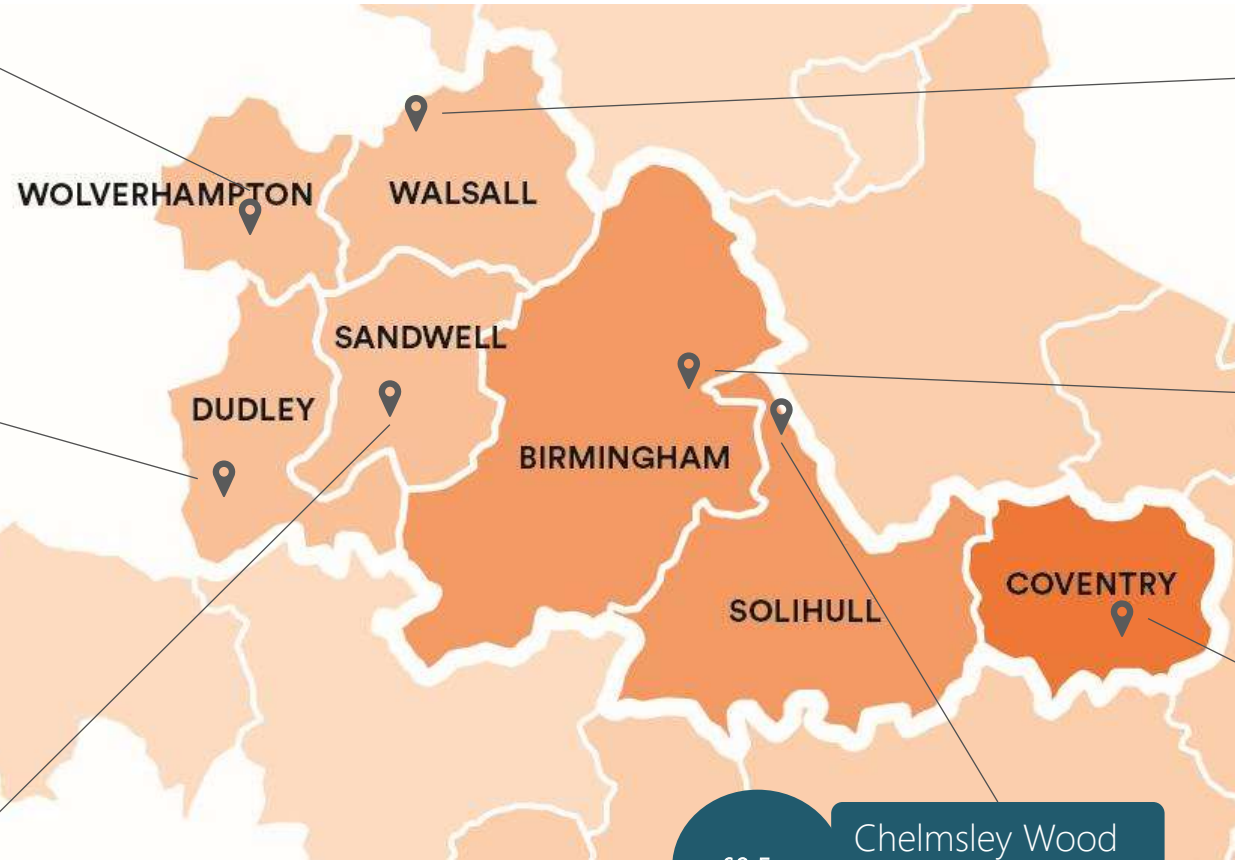 WOLVERHAMPTON
WALSALL
SANDWELL
DUDLEY
BIRMINGHAM
COVENTRY
SOLIHULL
Chelmsley Wood